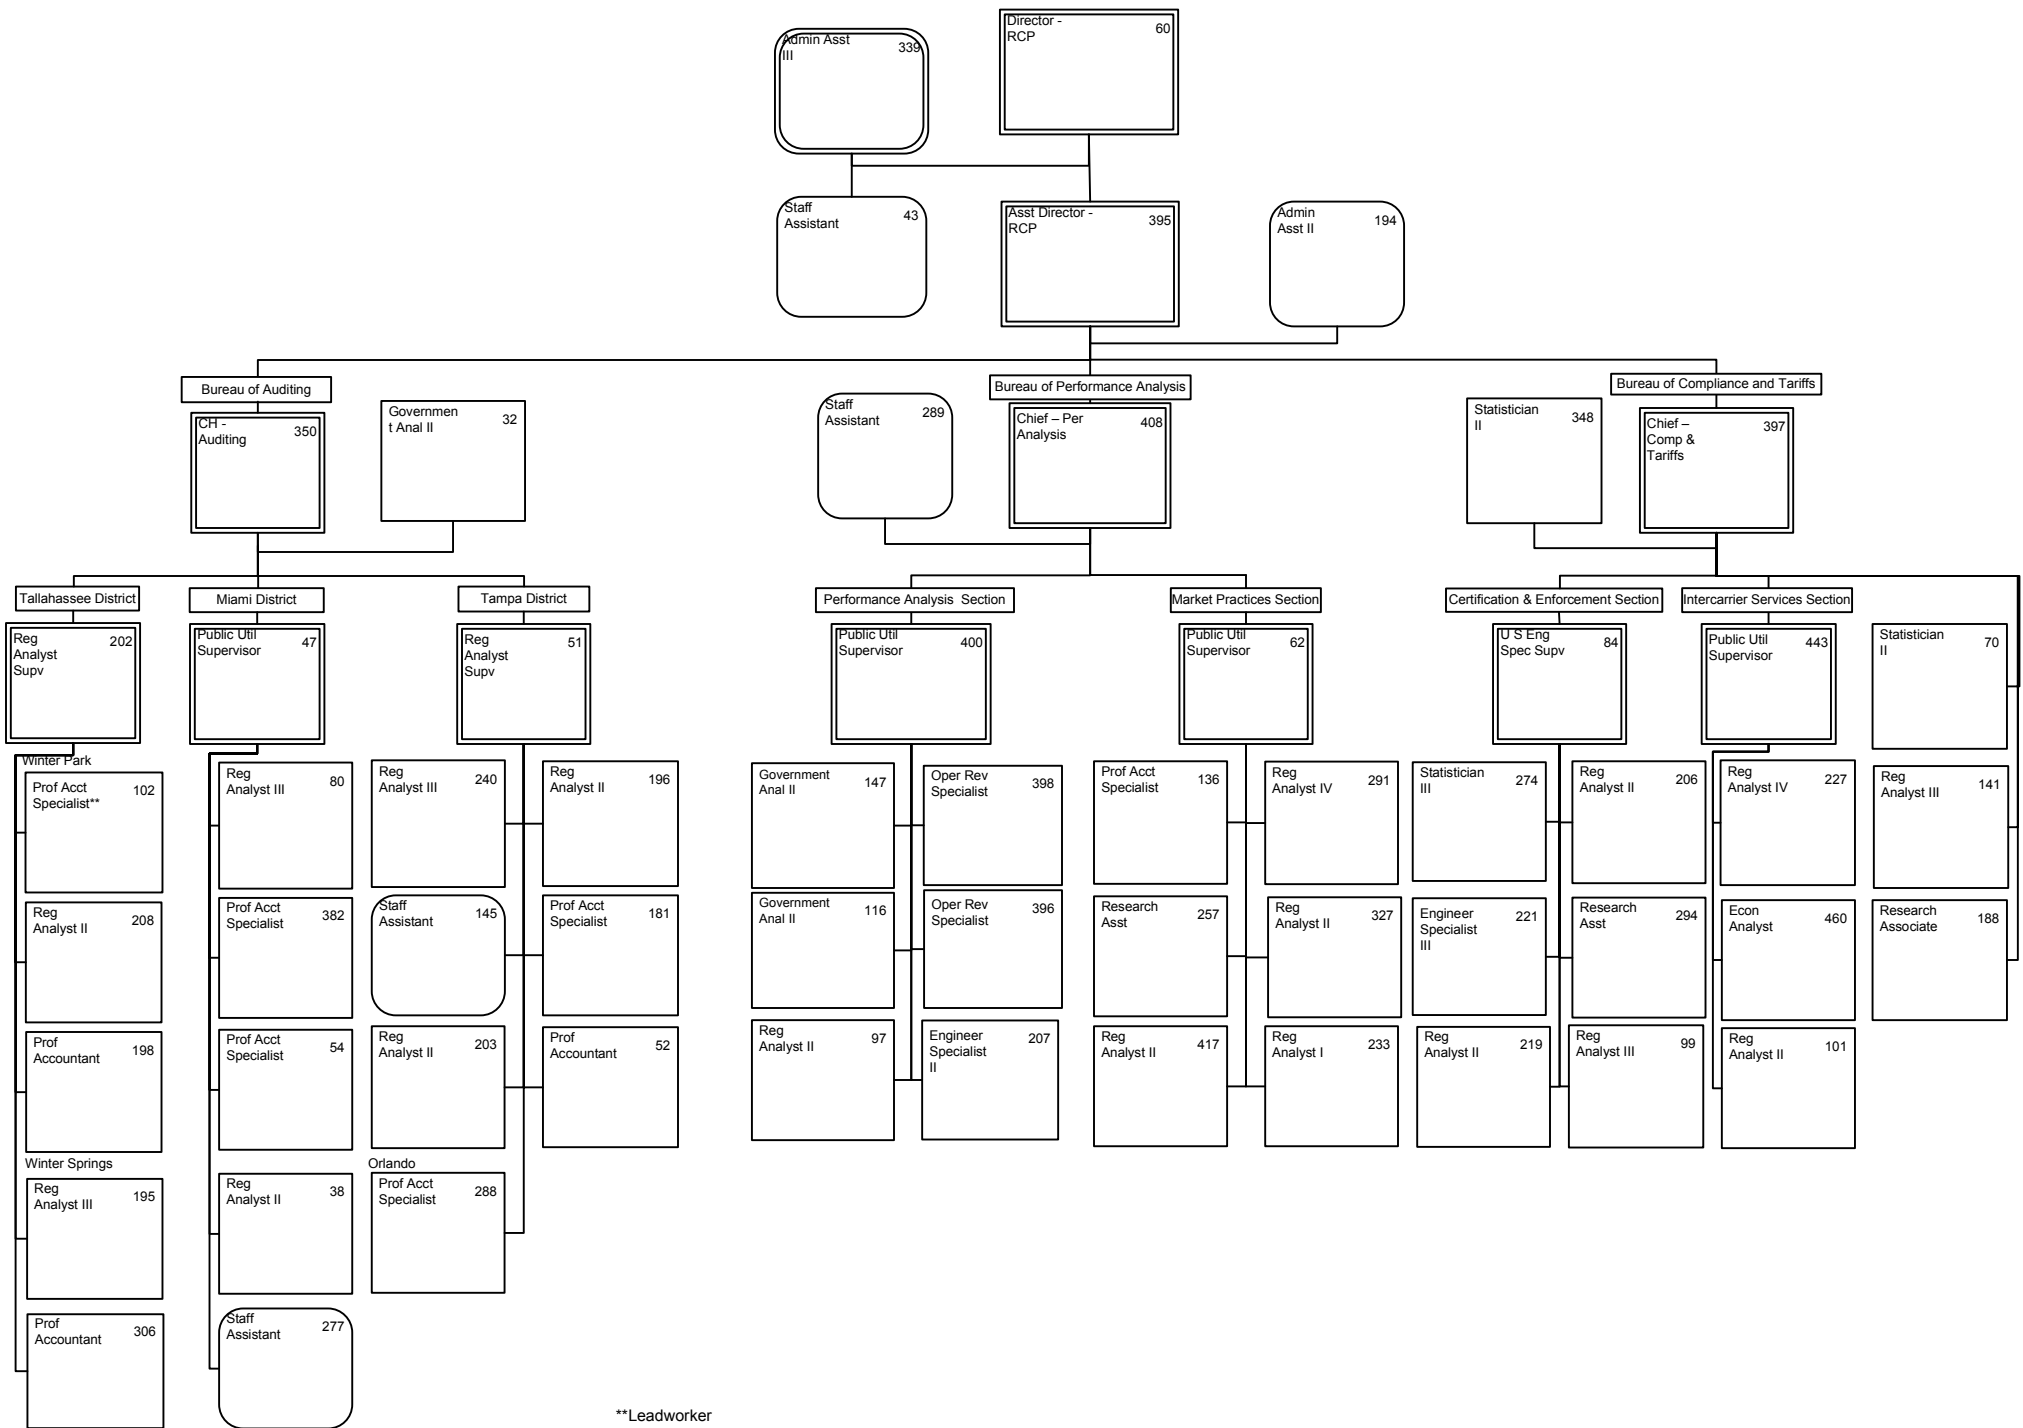 Director -
RCP
60
Admin Asst
III
339
Staff
Assistant
43
Asst Director -
RCP
395
Admin
Asst II
194
Bureau of Auditing
Bureau of Performance Analysis
Bureau of Compliance and Tariffs
CH -
Auditing
350
Governmen
t Anal II
32
Staff
Assistant
289
Chief – Per
Analysis
408
Statistician
II
348
Chief –
Comp &
Tariffs
397
Tallahassee District
Miami District
Tampa District
Performance Analysis Section
Market Practices Section
Certification & Enforcement Section
Intercarrier Services Section
Reg
Analyst
Supv
202
Public Util
Supervisor
47
Reg
Analyst
Supv
51
Public Util
Supervisor
400
Public Util
Supervisor
62
U S Eng
Spec Supv
84
Public Util
Supervisor
443
Statistician
II
70
Winter Park
Prof Acct
Specialist**
102
Reg
Analyst III
80
Reg
Analyst III
240
Reg
Analyst II
196
Government
Anal II
147
Oper Rev
Specialist
398
Prof Acct
Specialist
136
Reg
Analyst IV
291
Statistician
III
274
Reg
Analyst II
206
Reg
Analyst IV
227
Reg
Analyst III
141
Reg
Analyst II
208
Prof Acct
Specialist
382
Staff
Assistant
145
Prof Acct
Specialist
181
Government
Anal II
116
Oper Rev
Specialist
396
Research
Asst
257
Reg
Analyst II
327
Engineer
Specialist
III
221
Research
Asst
294
Econ
Analyst
460
Research
Associate
188
Prof
Accountant
198
Prof Acct
Specialist
54
Reg
Analyst II
203
Prof
Accountant
52
Reg
Analyst II
97
Engineer
Specialist
II
207
Reg
Analyst II
417
Reg
Analyst I
233
Reg
Analyst II
219
Reg
Analyst III
99
Reg
Analyst II
101
Winter Springs
Reg
Analyst III
195
Reg
Analyst II
38
Orlando
Prof Acct
Specialist
288
Prof
Accountant
306
Staff
Assistant
277
**Leadworker